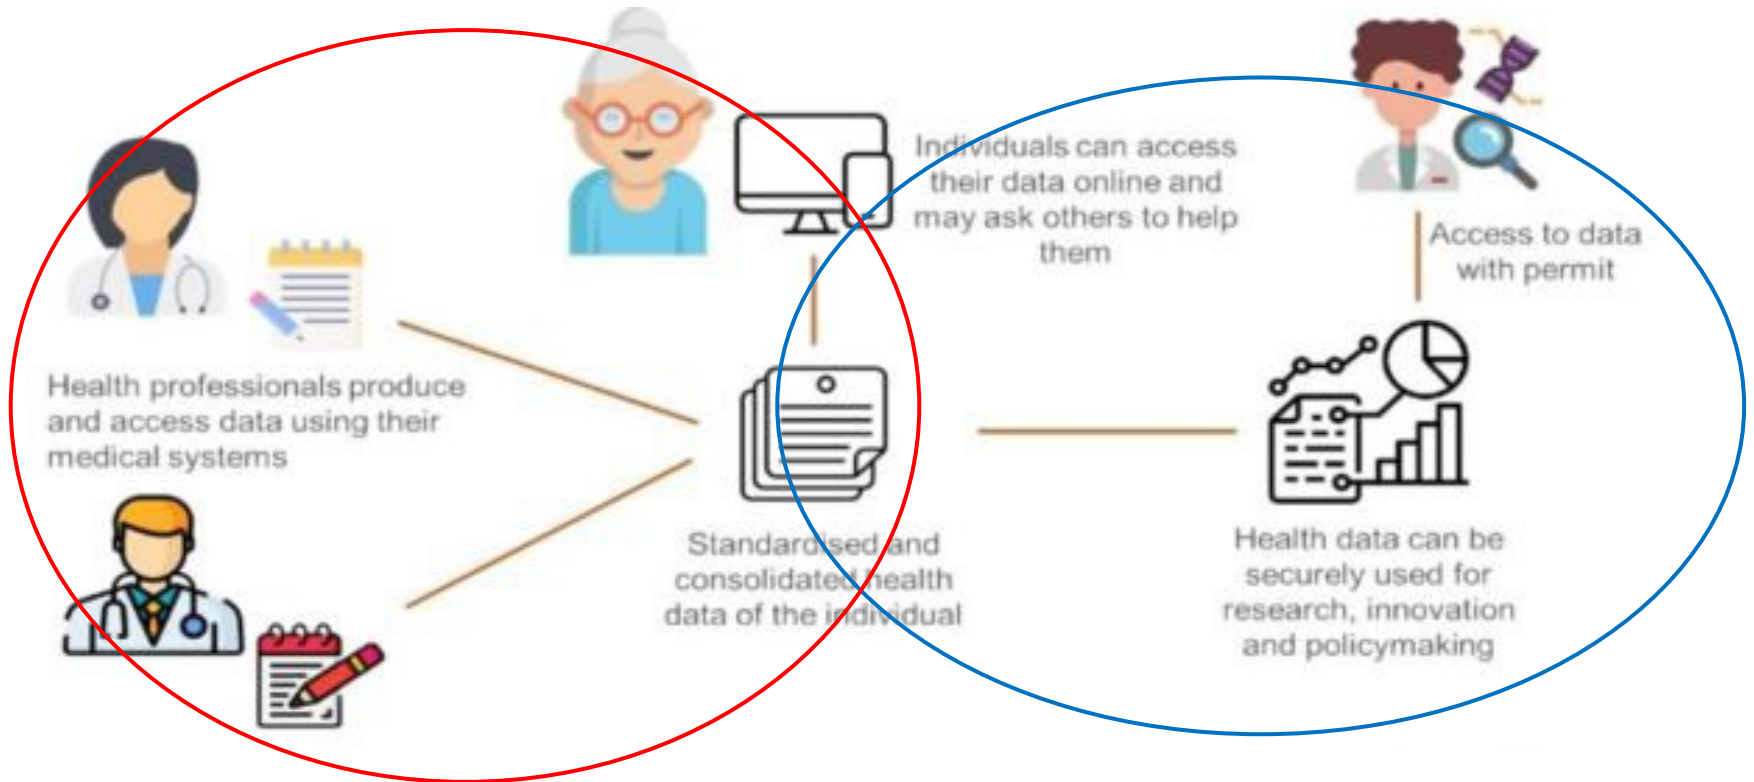 Individuals can access
their data online and
may ask others to help
them
Access to data
with permit
Health professionals produce
and access data using their
medical systems
Standardised and
consolidated health
data of the individual
Health data can be
securely used for
research, innovation
and policymaking